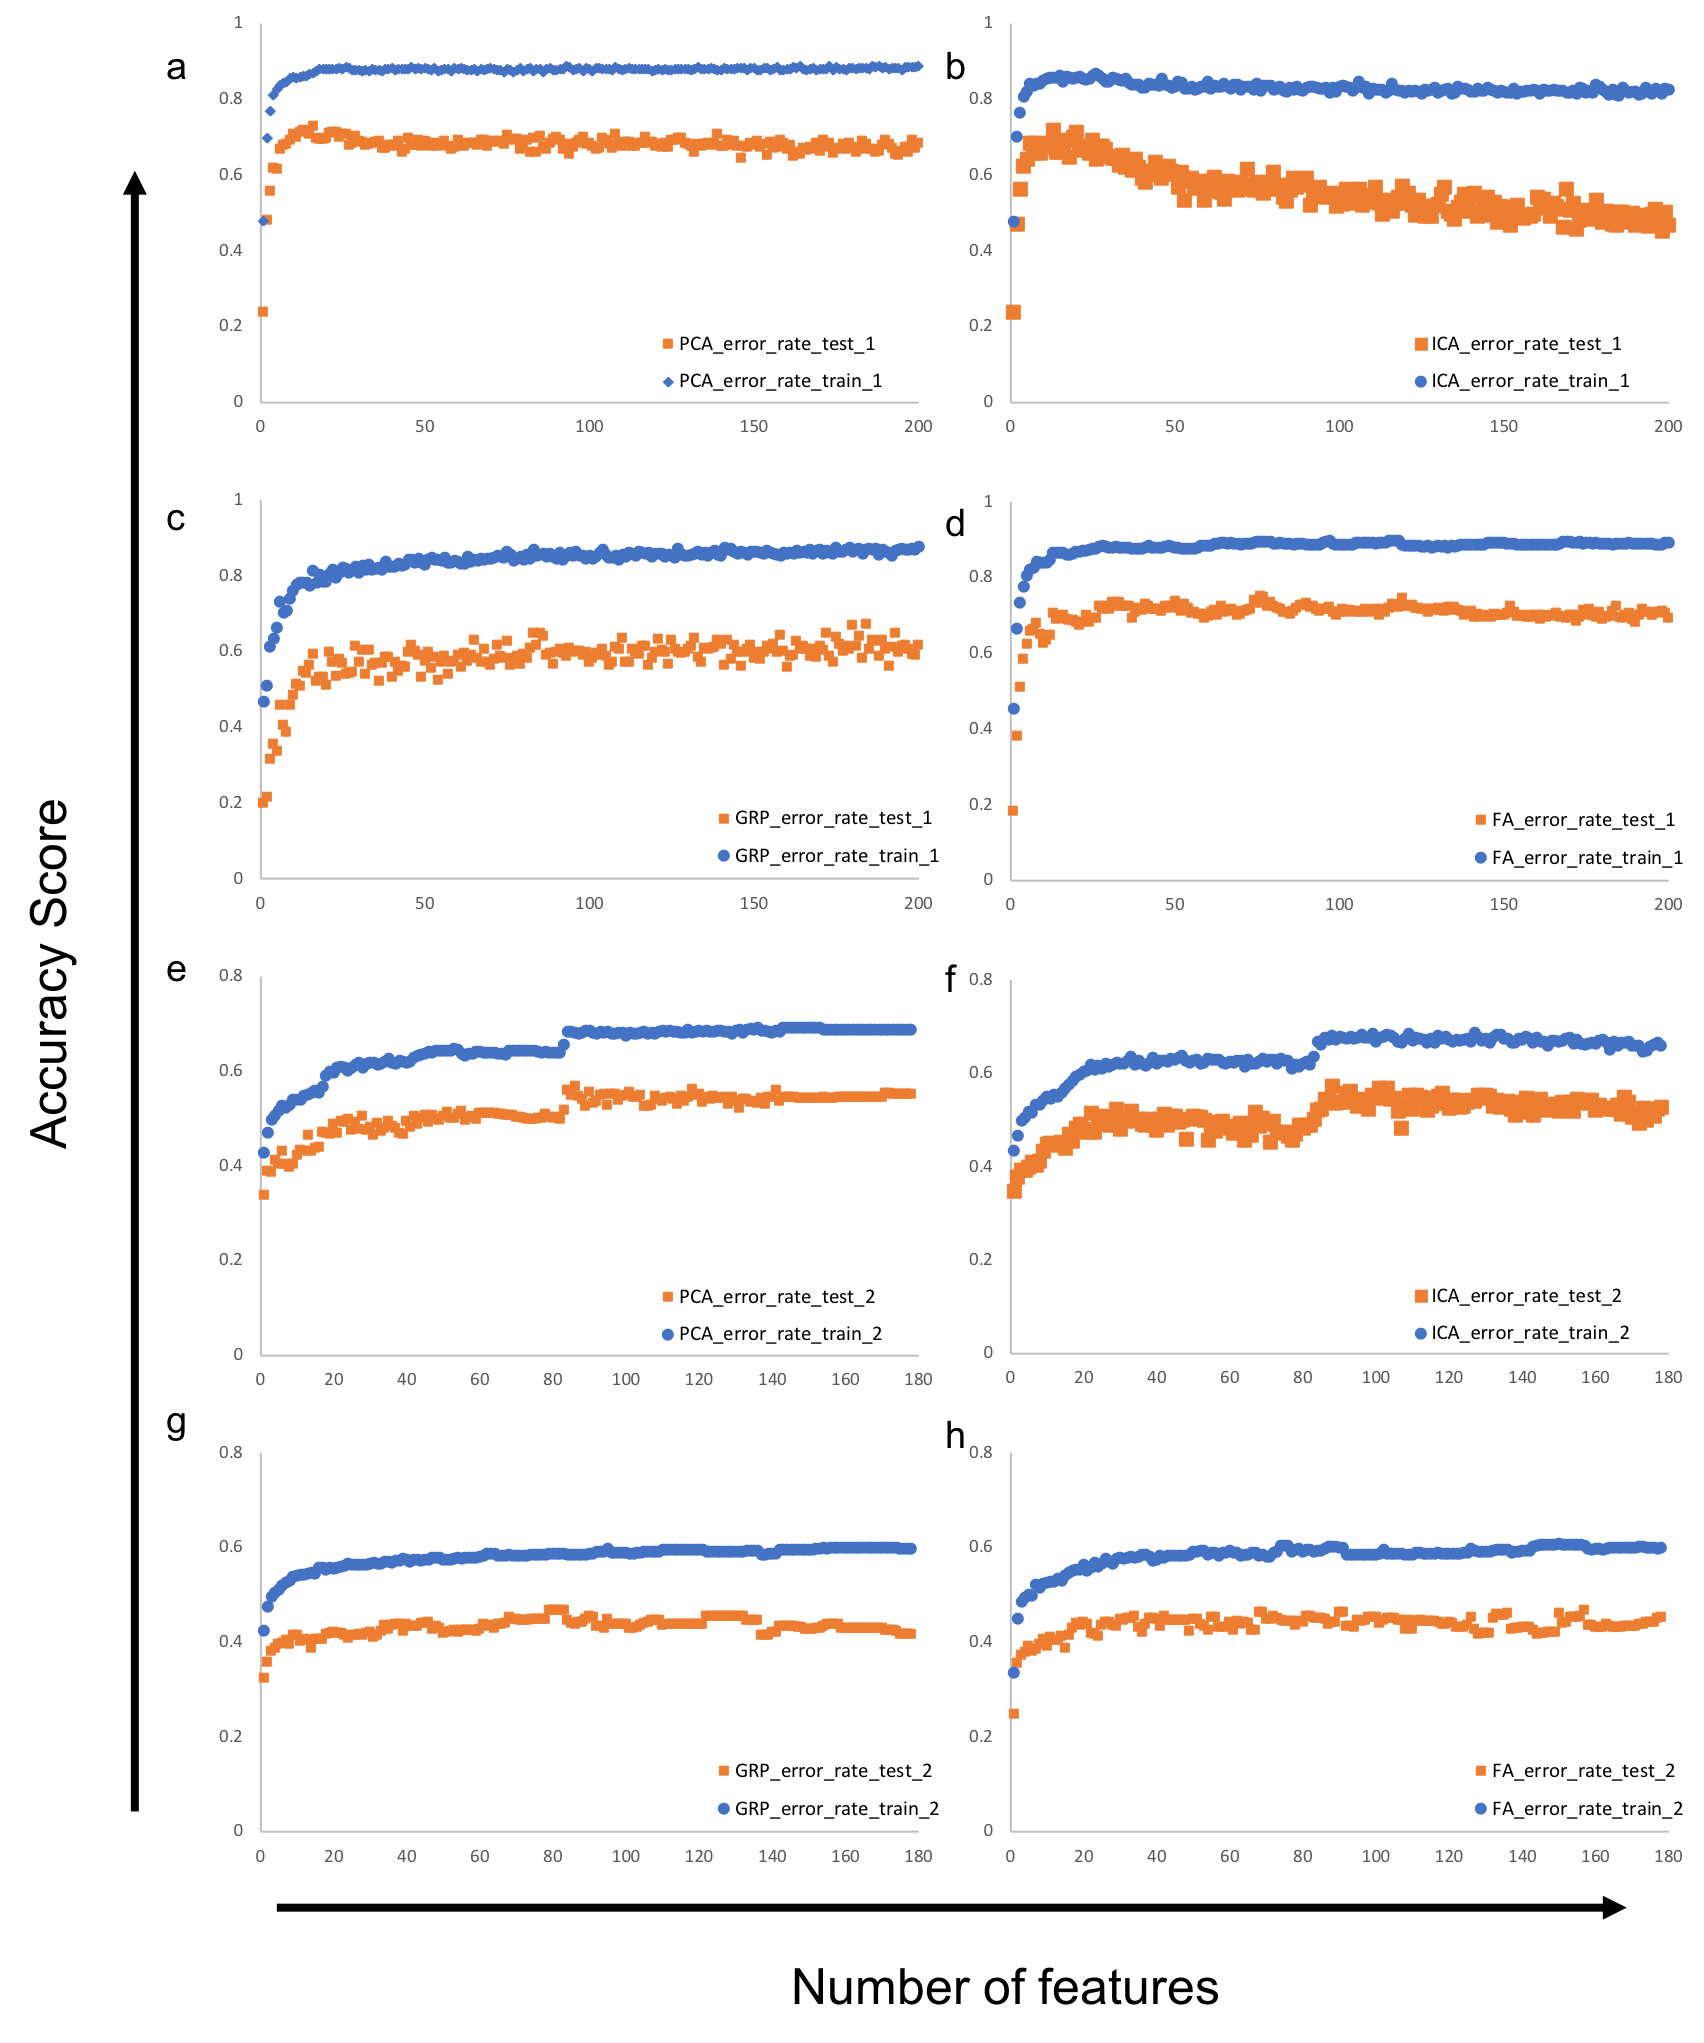 a
1
0.8
0.6
0.4
0.2
0
0 50 100 150 200
PCA_error_rate_test_1
PCA_error_rate_train_1
b
1
0.8
0.6
0.4
0.2
0
0 50 100 150 200
ICA_error_rate_test_1
ICA_error_rate_train_1
c
1
0.8
0.6
0.4
0.2
0
0 50 100 150 200
GRP_error_rate_test_1
GRP_error_rate_train_1
d
1
0.8
0.6
0.4
0.2
0
0 50 100 150 200
FA_error_rate_test_1
FA_error_rate_train_1
e
0.8
0.6
0.4
0.2
0
0 20 40 60 80 100 120 140 160 180
PCA_error_rate_test_2
PCA_error_rate_train_2
f
0.8
0.6
0.4
0.2
0
0 20 40 60 80 100 120 140 160 180
ICA_error_rate_test_2
ICA_error_rate_train_2
g
0.8
0.6
0.4
0.2
0
0 20 40 60 80 100 120 140 160 180
GRP_error_rate_test_2
GRP_error_rate_train_2
h
0.8
0.6
0.4
0.2
0
0 20 40 60 80 100 120 140 160 180
FA_error_rate_test_2
FA_error_rate_train_2
Accuracy Score
Number of features